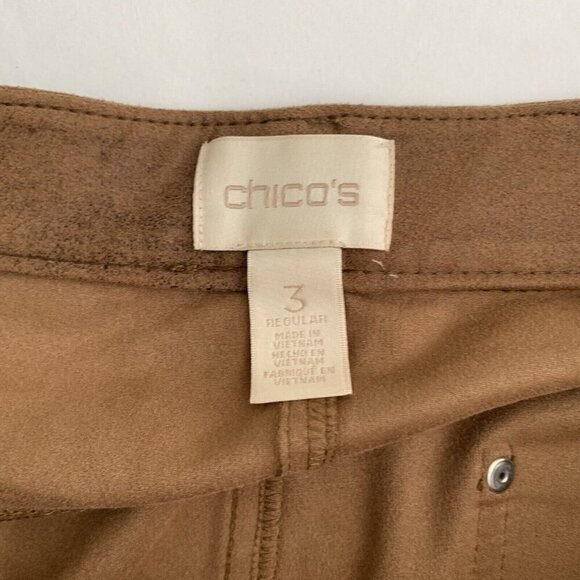 chico's
3
REGULAR
MADE IN
VIETNAM
HECHO EN
VIETNAM
FABRIQUÉ EN
VIETNAM